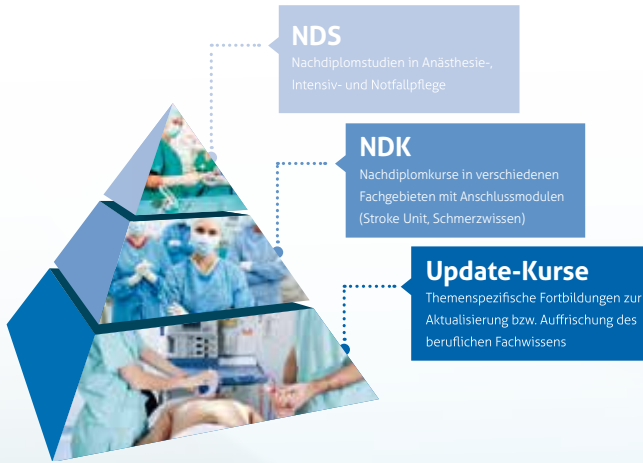 NDS
Nachdiplomstudien in Anästhesie-,
Intensiv- und Notfallpflege
NDK
Nachdiplomkurse in verschiedenen
Fachgebieten mit Anschlussmodulen
(Stroke Unit, Schmerzwissen)
Update-Kurse
Themenspezifische Fortbildungen zur
Aktualisierung bzw. Auffrischung des
beruflichen Fachwissens